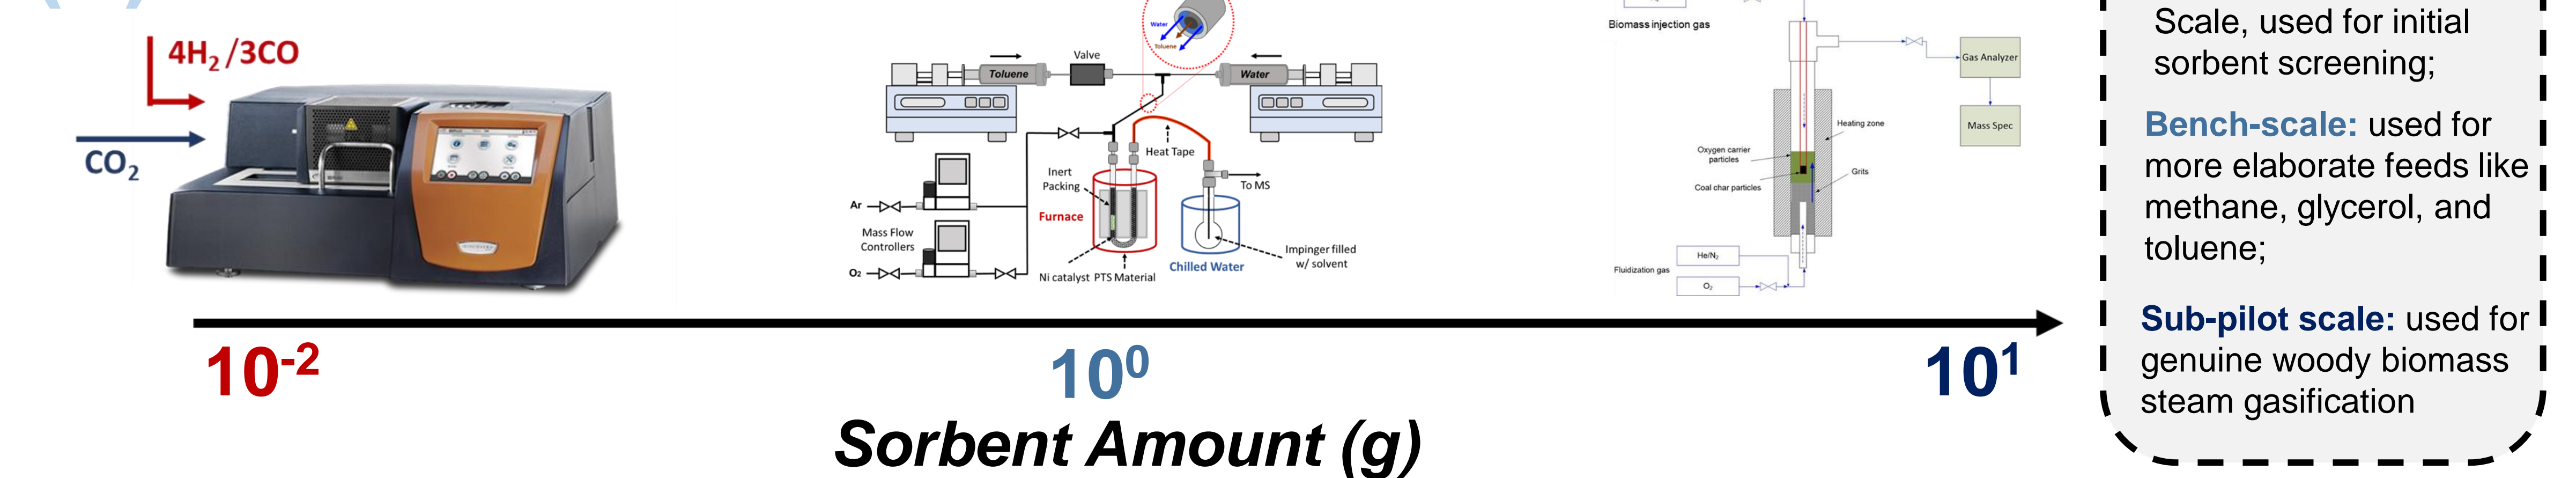 4H₂/3CO
CO₂
Water
Toluene
Toluene
Valve
Water
Heat Tape
Inert
Packing
To MS
Ar
Furnace
Mass Flow
Controllers
Impinger filled
w/ solvent
O₂
Ni catalyst PTS Material
Chilled Water
Biomass injection gas
Gas Analyzer
Mass Spec
Heating zone
Oxygen carrier
particles
Coal char particles
Grits
He/N₂
Fluidization gas
O₂
10⁻²
10⁰
10¹
Sorbent Amount (g)
Scale, used for initial
sorbent screening;
Bench-scale: used for
more elaborate feeds like
methane, glycerol, and
toluene;
Sub-pilot scale: used for
genuine woody biomass
steam gasification